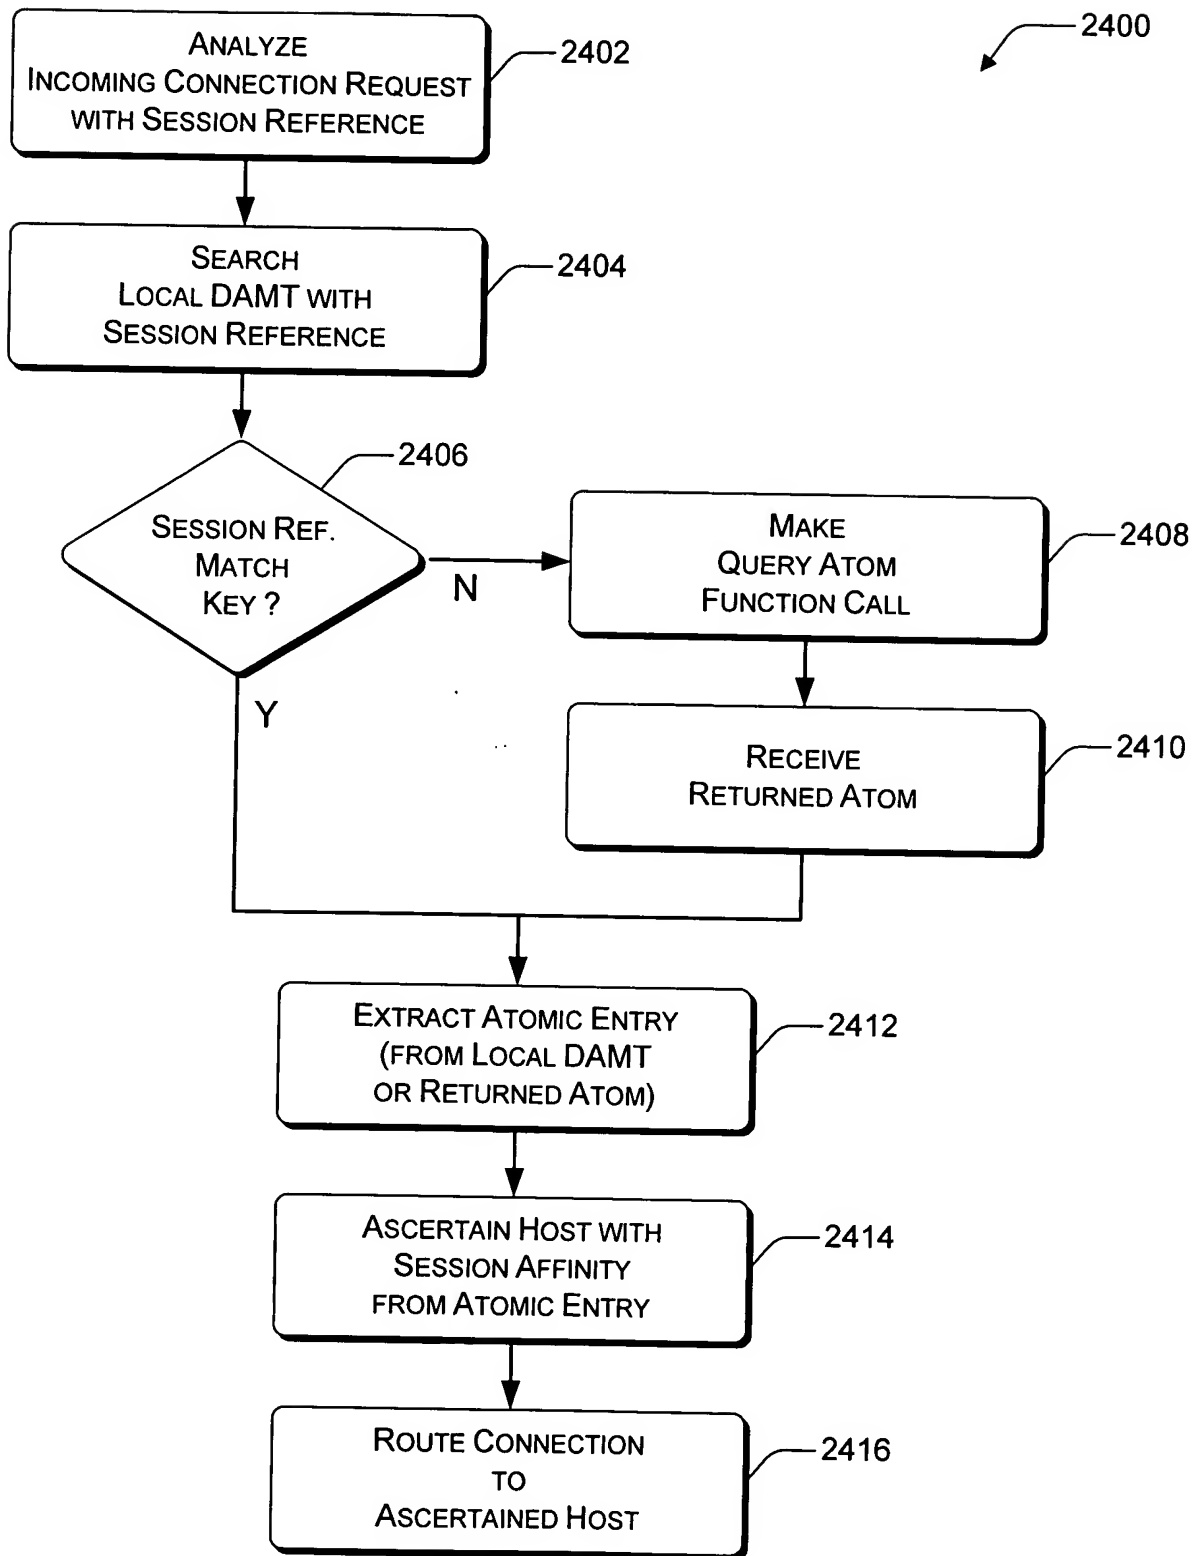 2400
ANALYZE
INCOMING CONNECTION REQUEST
WITH SESSION REFERENCE
2402
SEARCH
LOCAL DAMT WITH
SESSION REFERENCE
2404
SESSION REF.
MATCH
KEY ?
2406
N
Y
MAKE
QUERY ATOM
FUNCTION CALL
2408
RECEIVE
RETURNED ATOM
2410
EXTRACT ATOMIC ENTRY
(FROM LOCAL DAMT
OR RETURNED ATOM)
2412
ASCERTAIN HOST WITH
SESSION AFFINITY
FROM ATOMIC ENTRY
2414
ROUTE CONNECTION
TO
ASCERTAINED HOST
2416